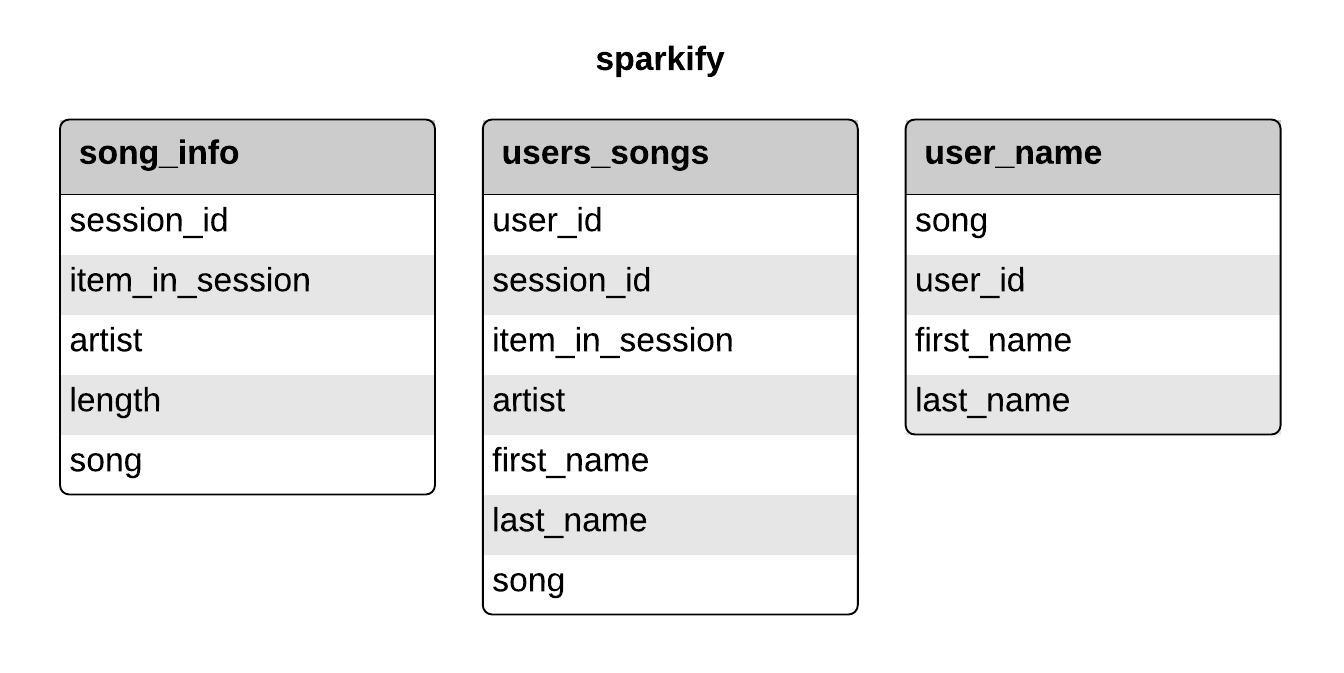 sparkify
song_info
session_id
item_in_session
artist
length
song
users_songs
user_id
session_id
item_in_session
artist
first_name
last_name
song
user_name
song
user_id
first_name
last_name